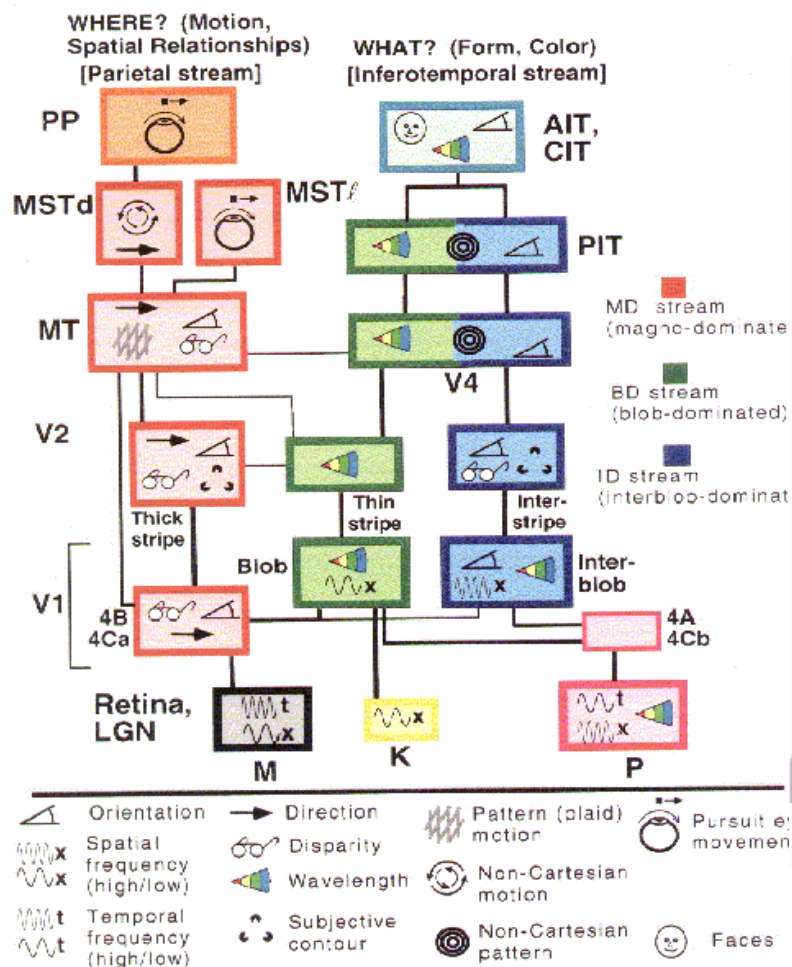 WHERE? (Motion,
Spatial Relationships)
[Parietal stream]
WHAT? (Form, Color)
[Inferotemporal stream]
PP
AIT,
CIT
MSTd
MSTℓ
PIT
MT
V4
MD stream
(magno-dominate
BD stream
(blob-dominated)
ID stream
(interblob-dominat
V2
Thick
stripe
Thin
stripe
Inter-
stripe
V1
Blob
Inter-
blob
4B
4Ca
4A
4Cb
Retina,
LGN
t
x
x
x
x
t
x
M
K
P
Orientation
Direction
Pattern (plaid)
motion
Pursuit ey
movemen
x
x
Spatial
frequency
(high/low)
Disparity
Wavelength
Non-Cartesian
motion
t
t
Temporal
frequency
(high/low)
Subjective
contour
Non-Cartesian
pattern
Faces